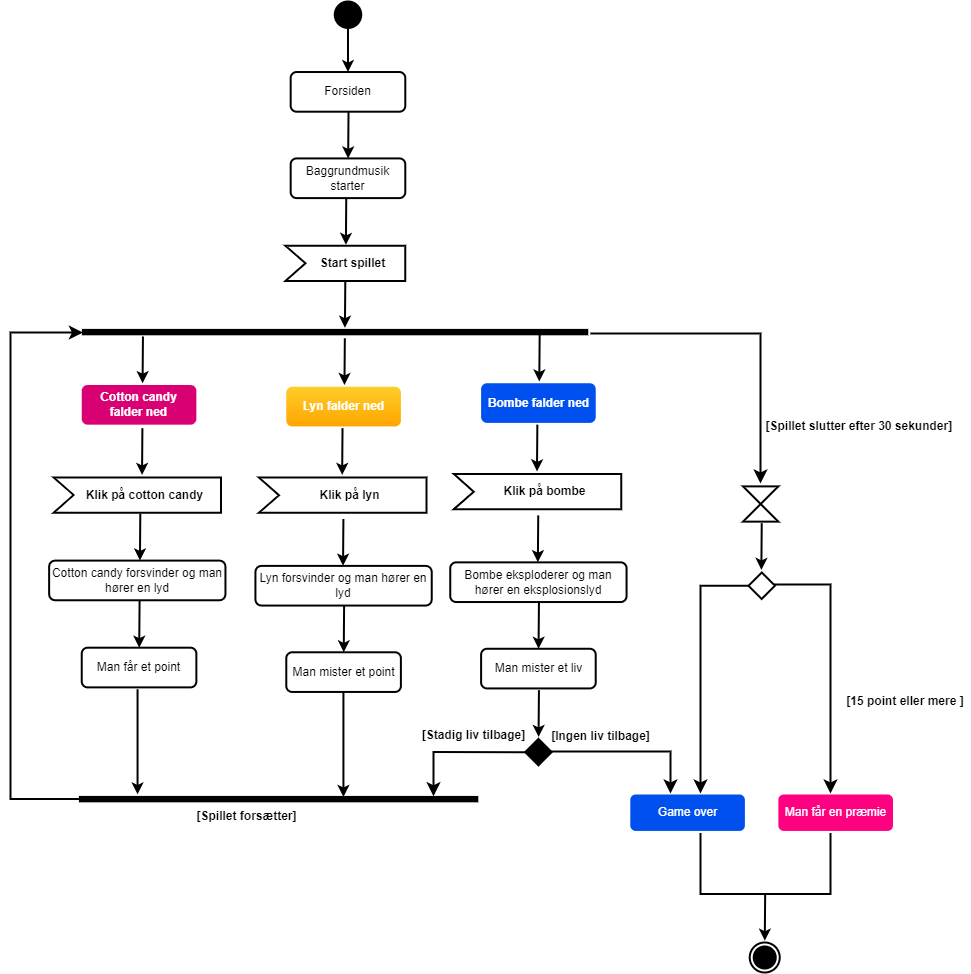 Forsiden
Baggrundmusik
starter
Start spillet
Cotton candy
falder ned
Lyn falder ned
Bombe falder ned
[Spillet slutter efter 30 sekunder]
Klik på cotton candy
Klik på lyn
Klik på bombe
Cotton candy forsvinder og man
hører en lyd
Lyn forsvinder og man hører en
lyd
Bombe eksploderer og man
hører en eksplosionslyd
Man får et point
Man mister et point
Man mister et liv
[15 point eller mere ]
[Stadig liv tilbage]
[Ingen liv tilbage]
[Spillet forsætter]
Game over
Man får en præmie